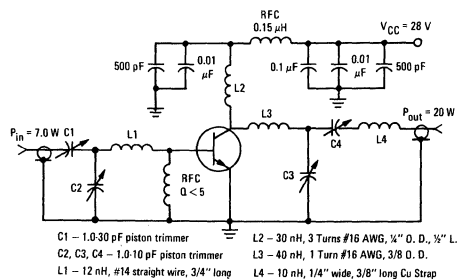 RFC
0.15 μH
V_CC = 28 V
500 pF
0.01 μF
L2
0.1 μF
0.01 μF
500 pF
P_in = 7.0 W
C1
L1
L3
C4
L4
P_out = 20 W
C2
RFC
Q < 5
C3
C1 – 1.0-30 pF piston trimmer
C2, C3, C4 – 1.0-10 pF piston trimmer
L1 – 12 nH, #14 straight wire, 3/4" long
L2 – 30 nH, 3 Turns #16 AWG, ¼" O. D., ½" L.
L3 – 40 nH, 1 Turn #16 AWG, 3/8 O. D.
L4 – 10 nH, 1/4" wide, 3/8" long Cu Strap